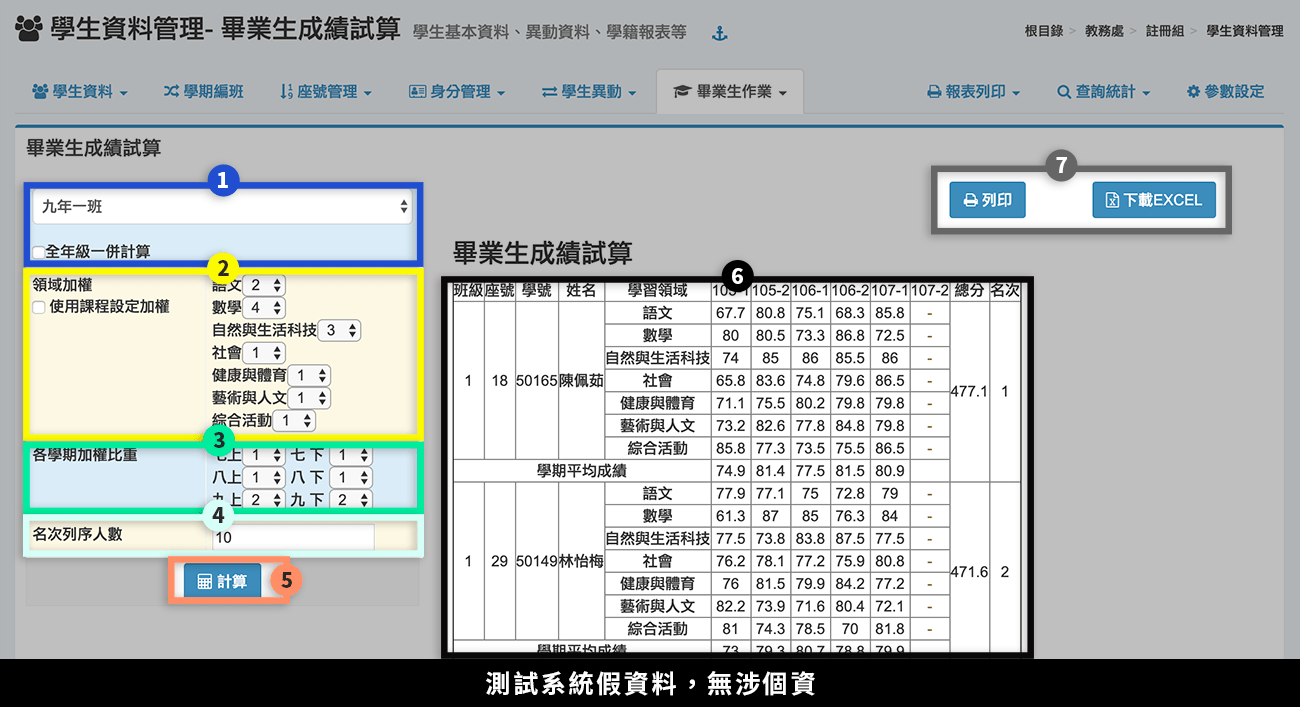 學生資料管理- 畢業生成績試算 學生基本資料、異動資料、學籍報表等
根目錄 > 教務處 > 註冊組 > 學生資料管理
學生資料 學期編班 座號管理 身分管理 學生異動 畢業生作業 報表列印 查詢統計 參數設定
畢業生成績試算
1
九年一班
全年級一併計算
2
領域加權
使用課程設定加權
語文 2
數學 4
自然與生活科技 3
社會 1
健康與體育 1
藝術與人文 1
綜合活動 1
3
各學期加權比重
七上 1 七下 1
八上 1 八下 1
九上 2 九下 2
4
名次列序人數 10
計算 5
7
列印 下載EXCEL
畢業生成績試算
6
班級 座號 學號 姓名 學習領域 105-1 105-2 106-1 106-2 107-1 107-2 總分 名次
語文 67.7 80.8 75.1 68.3 85.8 -
數學 80 80.5 73.3 86.8 72.5 -
自然與生活科技 74 85 86 85.5 86 -
1 18 50165 陳佩茹 社會 65.8 83.6 74.8 79.6 86.5 - 477.1 1
健康與體育 71.1 75.5 80.2 79.8 79.8 -
藝術與人文 73.2 82.6 77.8 84.8 79.8 -
綜合活動 85.8 77.3 73.5 75.5 86.5 -
學期平均成績 74.9 81.4 77.5 81.5 80.9
語文 77.9 77.1 75 72.8 79 -
數學 61.3 87 85 76.3 84 -
自然與生活科技 77.5 73.8 83.8 87.5 77.5 -
1 29 50149 林怡梅 社會 76.2 78.1 77.2 75.9 80.8 - 471.6 2
健康與體育 76 81.5 79.9 84.2 77.2 -
藝術與人文 82.2 73.9 71.6 80.4 72.1 -
綜合活動 81 74.3 78.5 70 81.8 -
學期平均成績 73 79.3 80.7 78.8 79.9
測試系統假資料，無涉個資